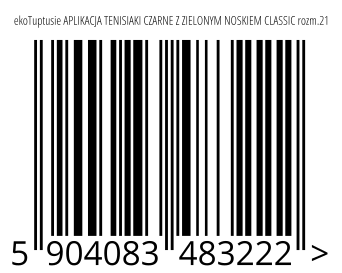 ekoTuptusie APLIKACJA TENISIAKI CZARNE Z ZIELONYM NOSKIEM CLASSIC rozm.21
5 904083 483222 >